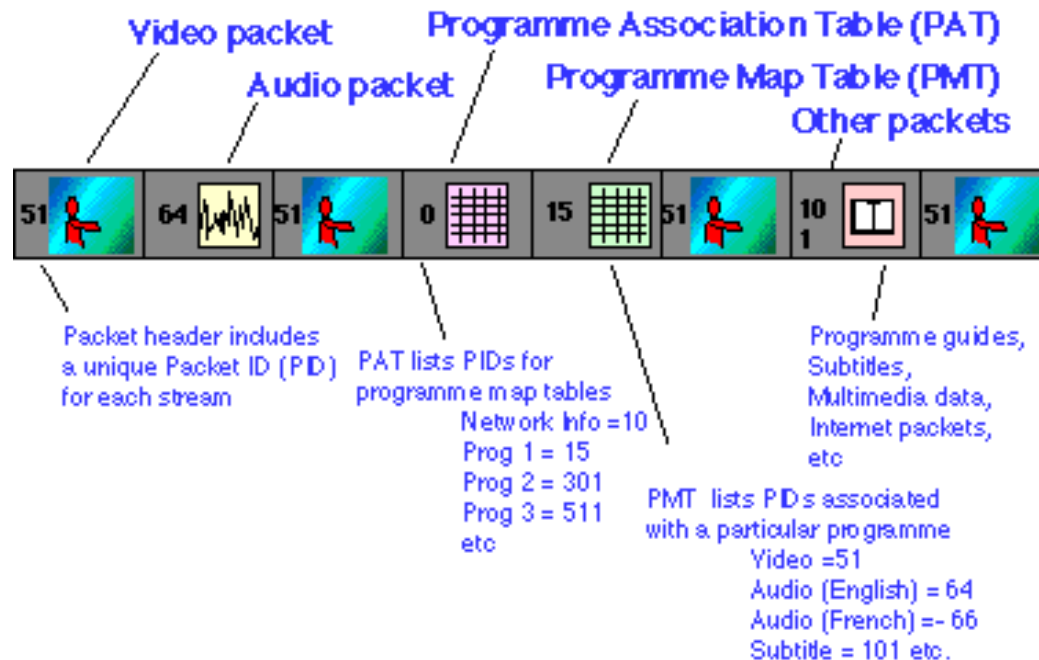 Video packet
Programme Association Table (PAT)
Audio packet
Programme Map Table (PMT)
Other packets
51
64
51
0
15
51
10
1
51
Packet header includes
a unique Packet ID (PID)
for each stream
PAT lists PIDs for
programme map tables
Network Info =10
Prog 1 = 15
Prog 2 = 301
Prog 3 = 511
etc
Programme guides,
Subtitles,
Multimedia data,
Internet packets,
etc
PMT lists PIDs associated
with a particular programme
Video =51
Audio (English) = 64
Audio (French) =- 66
Subtitle = 101 etc.